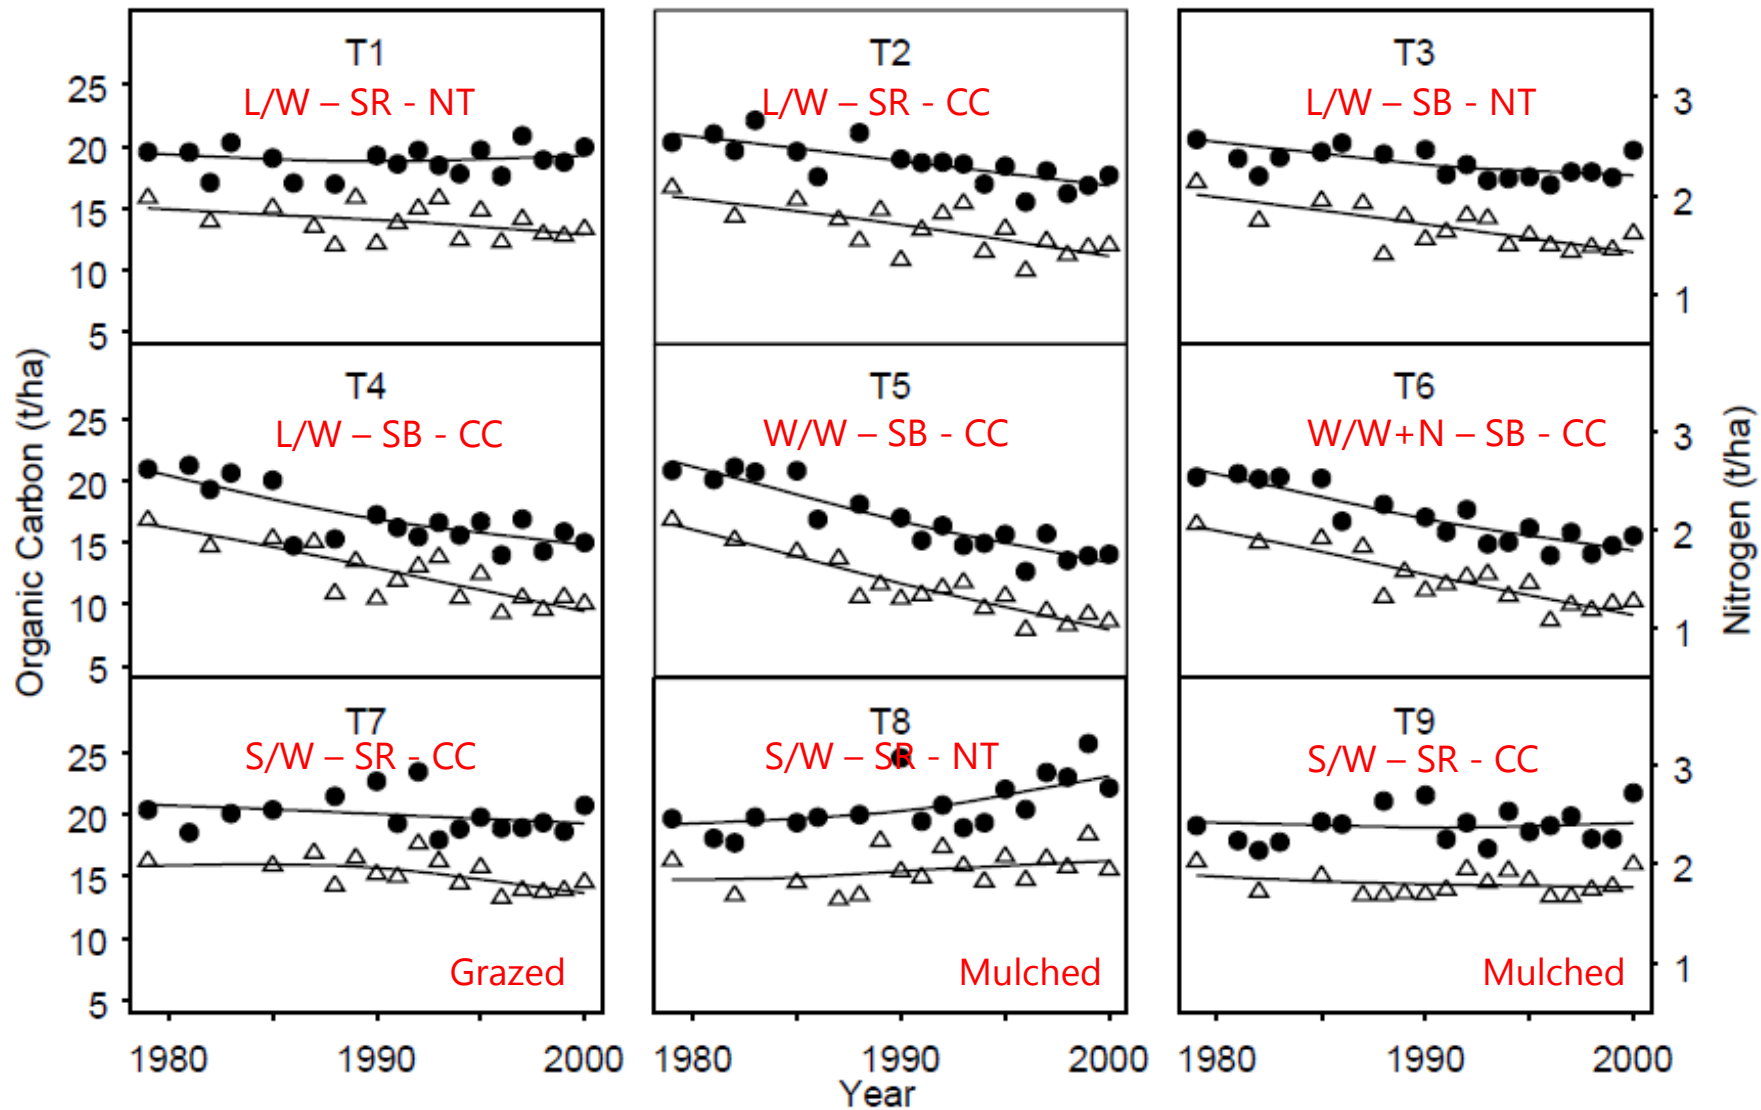 T1
L/W – SR - NT
T2
L/W – SR - CC
T3
L/W – SB - NT
25
20
15
10
5
3
2
1
T4
L/W – SB - CC
T5
W/W – SB - CC
T6
W/W+N – SB - CC
25
20
15
10
5
3
2
1
Organic Carbon (t/ha)
Nitrogen (t/ha)
T7
S/W – SR - CC
Grazed
T8
S/W – SR - NT
Mulched
T9
S/W – SR - CC
Mulched
25
20
15
10
5
3
2
1
1980 1990 2000
1980 1990 2000
1980 1990 2000
Year